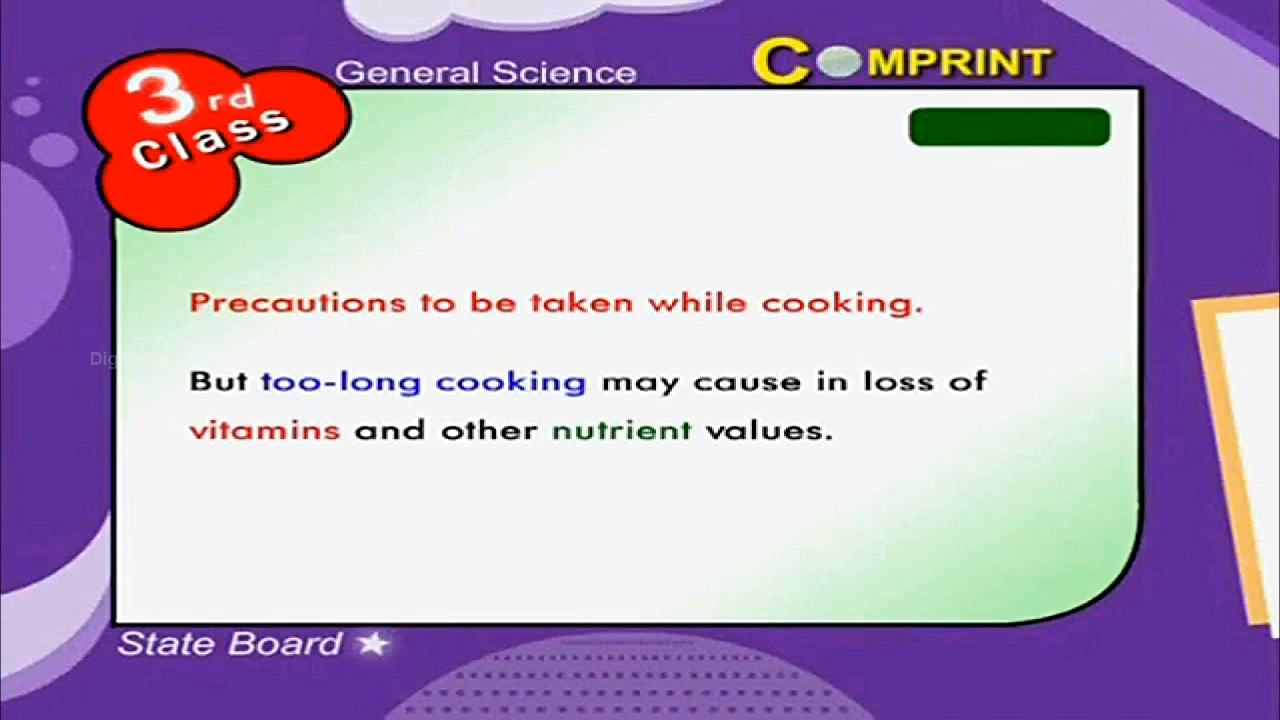 General Science
COMPRINT
3rd
Class
Precautions to be taken while cooking.
But too-long cooking may cause in loss of
vitamins and other nutrient values.
State Board